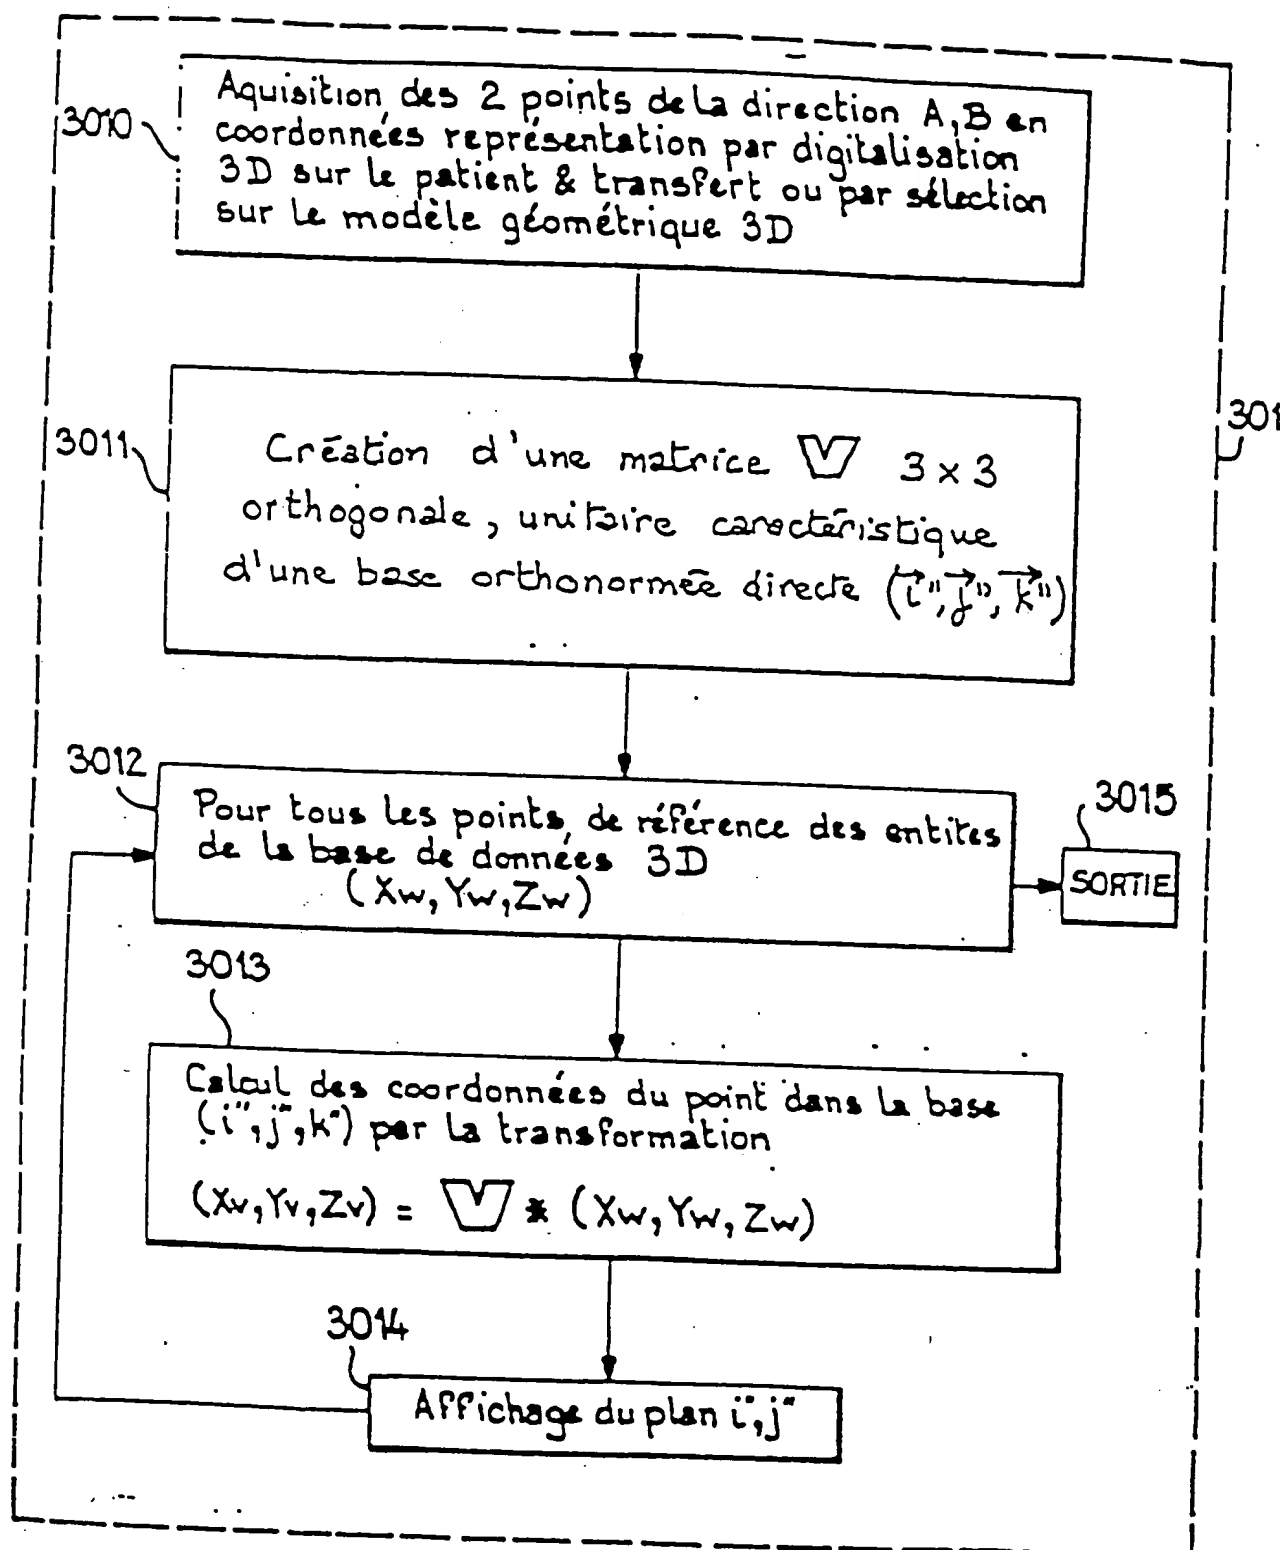 3010
Aquisition des 2 points de la direction A,B en
coordonnées représentation par digitalisation
3D sur le patient & transfert ou par sélection
sur le modèle géométrique 3D
301
3011
Création d'une matrice V 3 x 3
orthogonale, unitaire caractéristique
d'une base orthonormée directe (i", j", k")
3012
Pour tous les points, de référence des entites
de la base de données 3D
(Xw, Yw, Zw)
3015
SORTIE
3013
Calcul des coordonnées du point dans la base
(i", j", k") par la transformation
(Xv, Yv, Zv) = V * (Xw, Yw, Zw)
3014
Affichage du plan i", j"